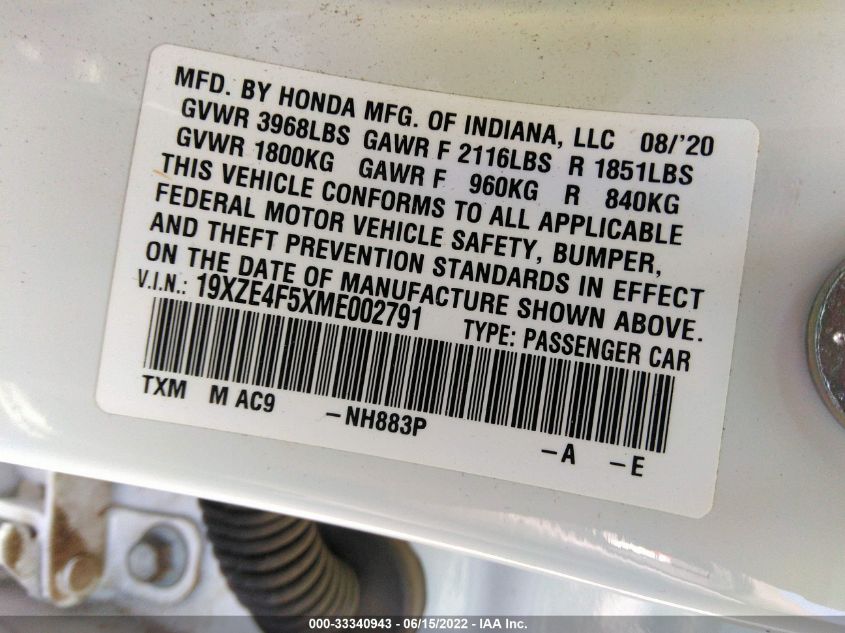 MFD. BY HONDA MFG. OF INDIANA, LLC 08/'20
GVWR 3968LBS GAWR F 2116LBS R 1851LBS
GVWR 1800KG GAWR F 960KG R 840KG
THIS VEHICLE CONFORMS TO ALL APPLICABLE
FEDERAL MOTOR VEHICLE SAFETY, BUMPER,
AND THEFT PREVENTION STANDARDS IN EFFECT
ON THE DATE OF MANUFACTURE SHOWN ABOVE.
V.I.N.: 19XZE4F5XME002791 TYPE: PASSENGER CAR
TXM M AC9 -NH883P -A -E
000-33340943 - 06/15/2022 - IAA Inc.